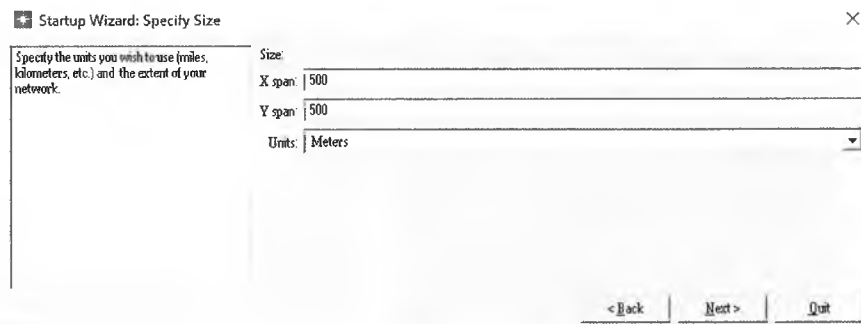 Startup Wizard: Specify Size
Specify the units you wish to use (miles,
kilometers, etc.) and the extent of your
network.
Size:
X span: 500
Y span: 500
Units: Meters
< Back Next > Quit